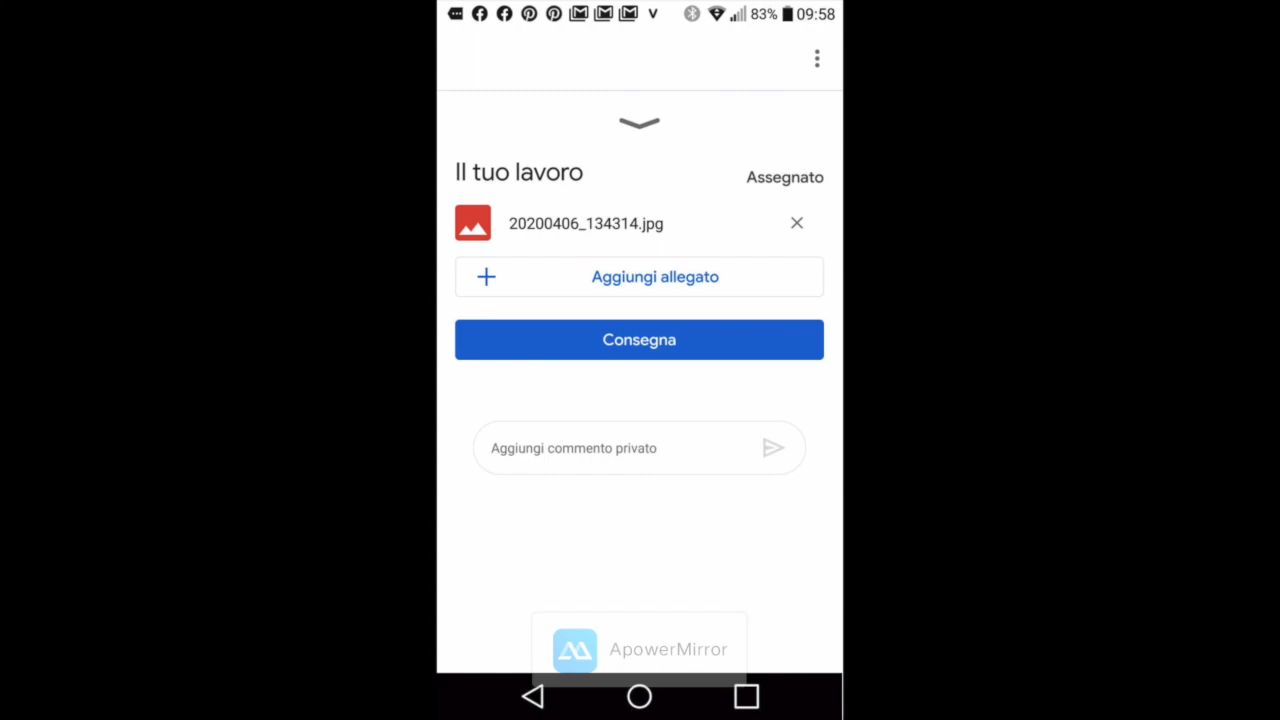 83% 09:58
Il tuo lavoro
Assegnato
20200406_134314.jpg
Aggiungi allegato
Consegna
Aggiungi commento privato
ApowerMirror